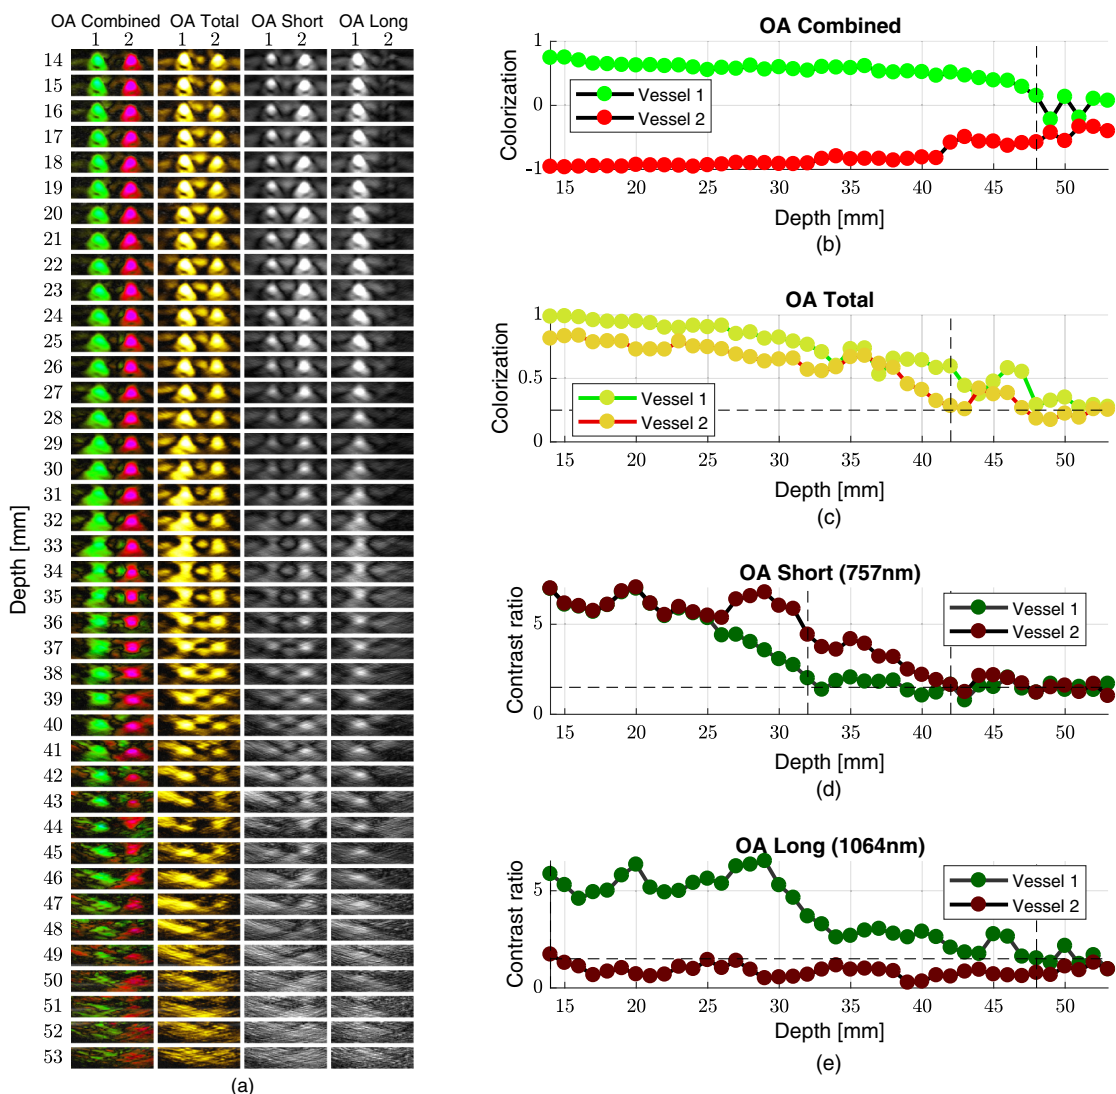 OA Combined OA Total OA Short OA Long
1 2 1 2 1 2 1 2
14
15
16
17
18
19
20
21
22
23
24
25
26
27
28
29
30
31
32
33
34
35
36
37
38
39
40
41
42
43
44
45
46
47
48
49
50
51
52
53
Depth [mm]
(a)
OA Combined
Colorization
1
0
-1
Vessel 1
Vessel 2
15 20 25 30 35 40 45 50
Depth [mm]
(b)
OA Total
Colorization
1
0.5
0
Vessel 1
Vessel 2
15 20 25 30 35 40 45 50
Depth [mm]
(c)
OA Short (757nm)
Contrast ratio
5
0
Vessel 1
Vessel 2
15 20 25 30 35 40 45 50
Depth [mm]
(d)
OA Long (1064nm)
Contrast ratio
5
0
Vessel 1
Vessel 2
15 20 25 30 35 40 45 50
Depth [mm]
(e)